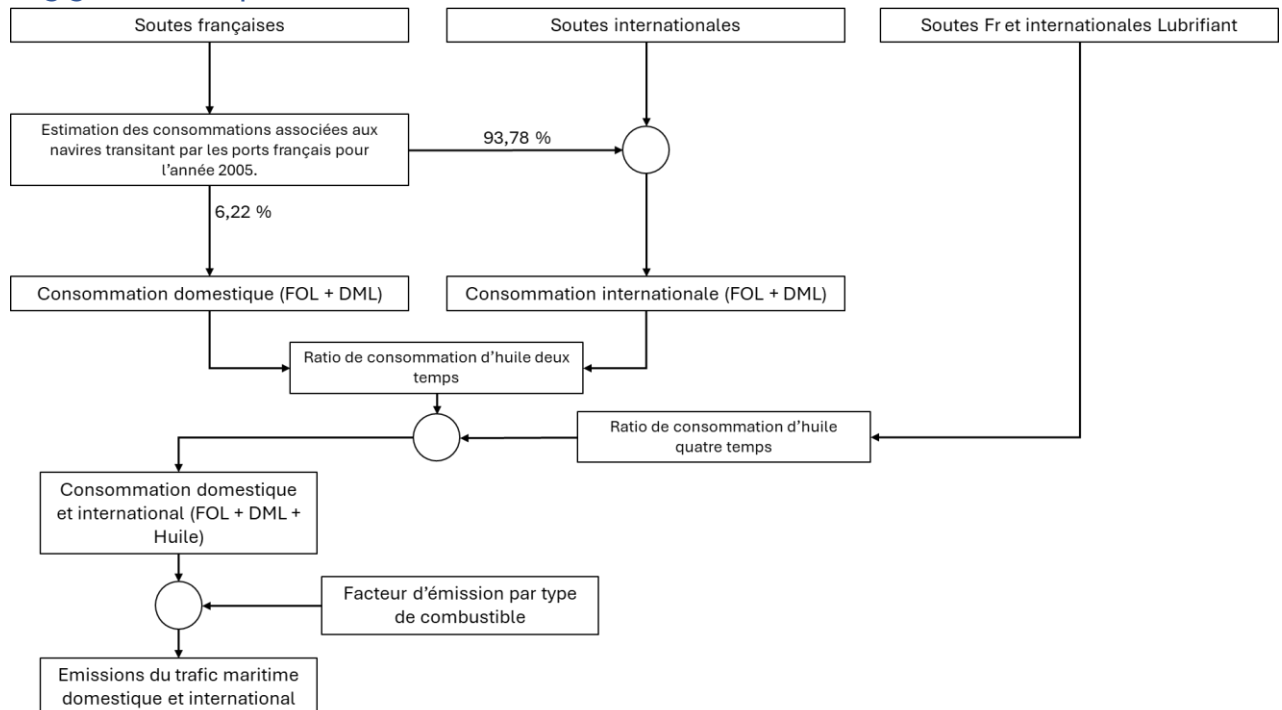 Soutes françaises
Soutes internationales
Soutes Fr et internationales Lubrifiant
Estimation des consommations associées aux
navires transitant par les ports français pour
l'année 2005.
93,78 %
6,22 %
Consommation domestique (FOL + DML)
Consommation internationale (FOL + DML)
Ratio de consommation d'huile deux
temps
Ratio de consommation d'huile
quatre temps
Consommation domestique
et international (FOL + DML +
Huile)
Facteur d'émission par type
de combustible
Emissions du trafic maritime
domestique et international